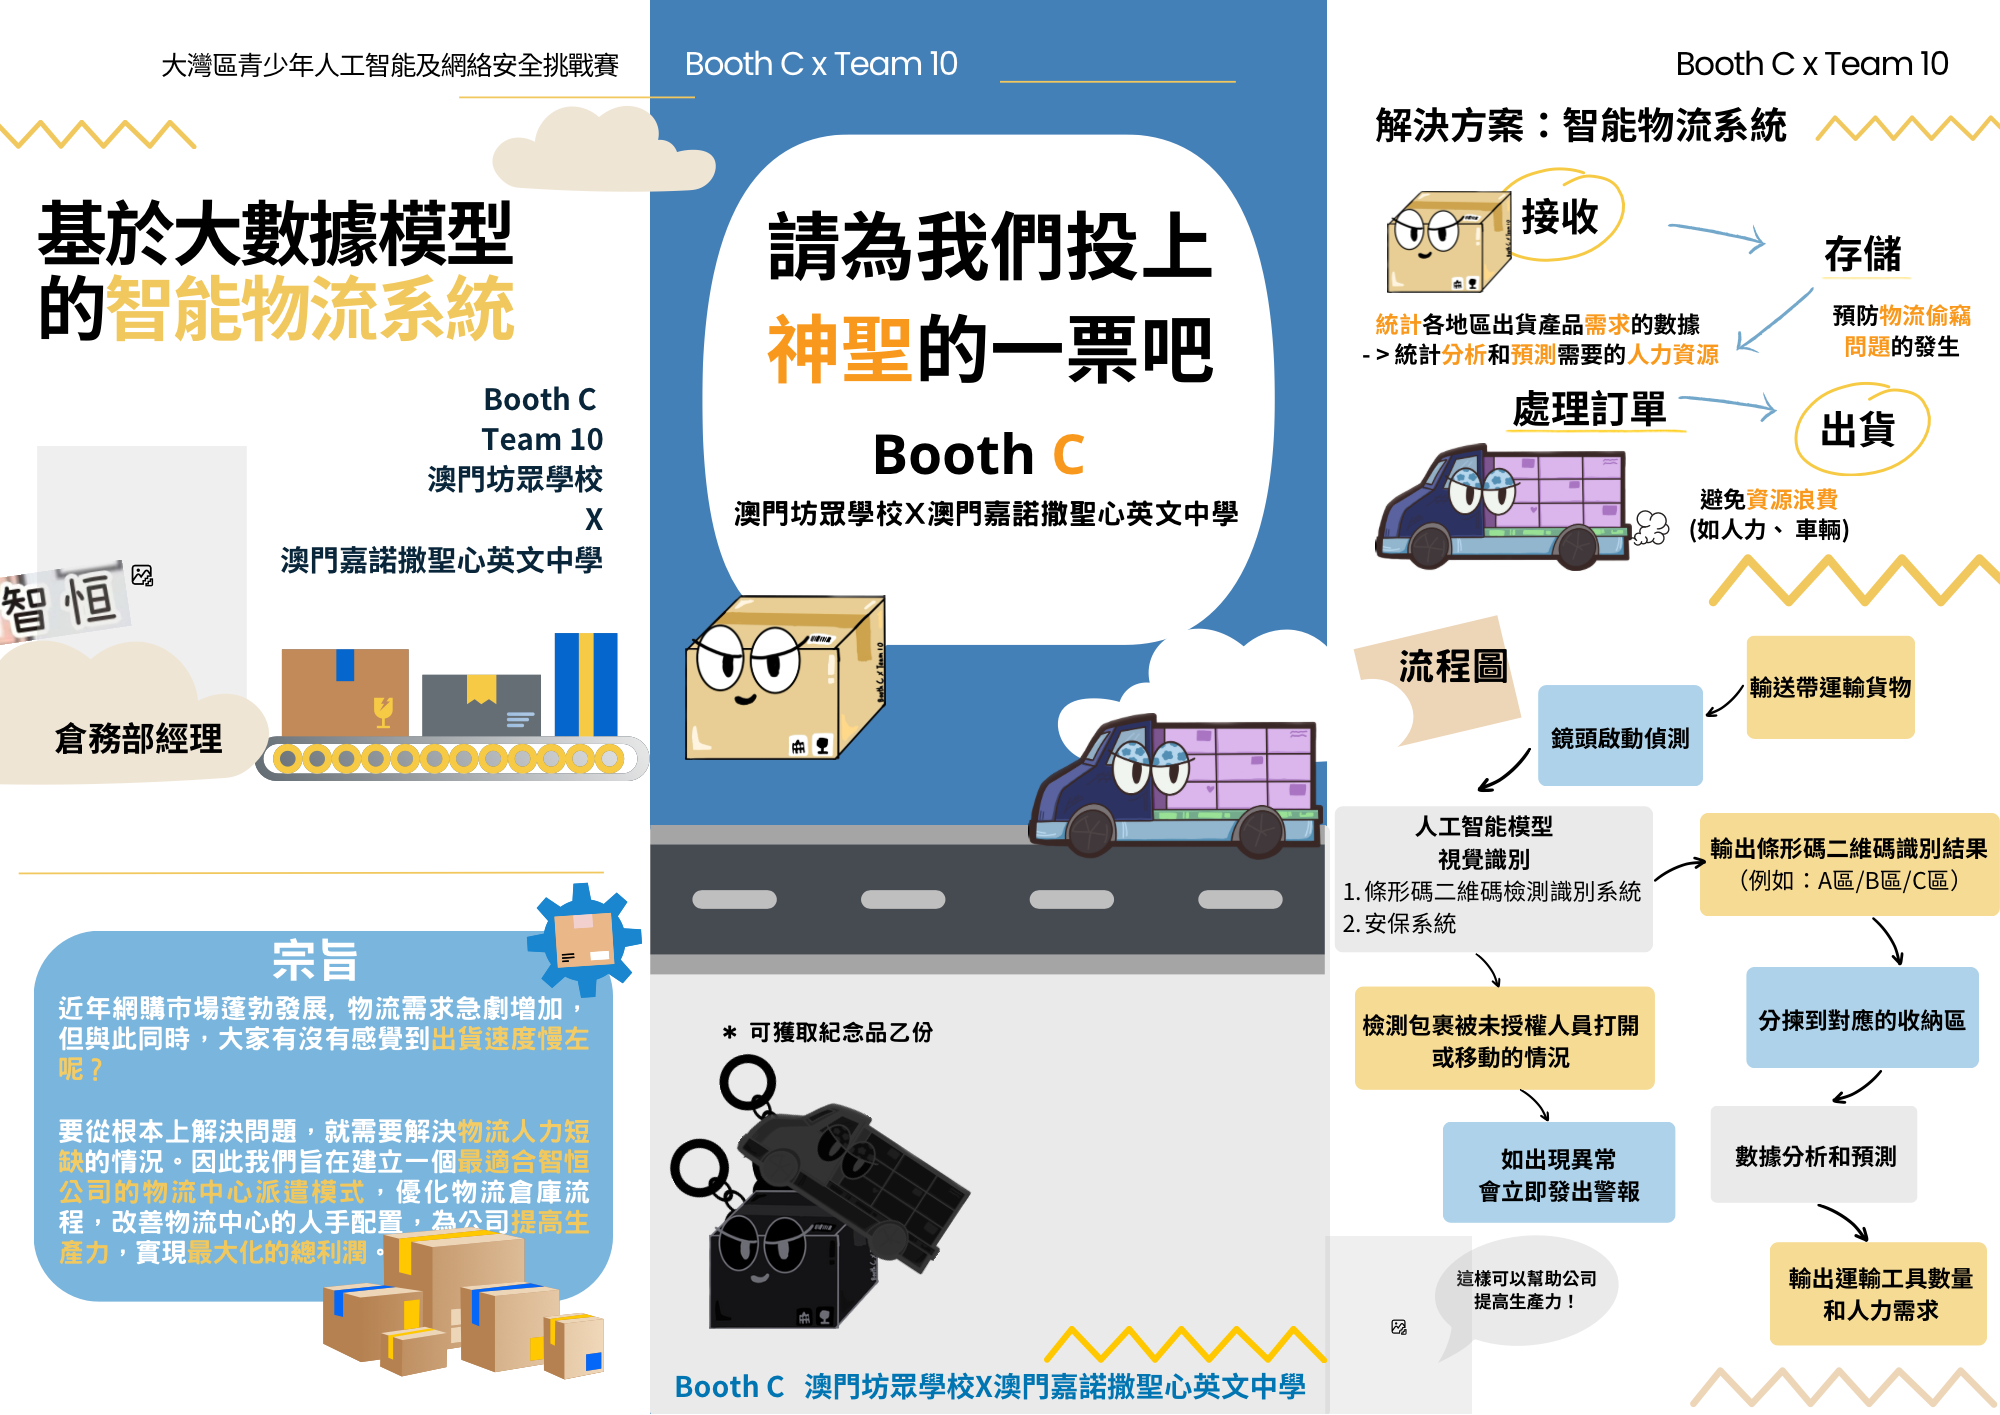 大灣區青少年人工智能及網絡安全挑戰賽
基於大數據模型
的智能物流系統
Booth C
Team 10
澳門坊眾學校
X
澳門嘉諾撒聖心英文中學
智 恒
倉務部經理
宗旨
近年網購市場蓬勃發展, 物流需求急劇增加，
但與此同時，大家有沒有感覺到出貨速度慢左
呢？
要從根本上解決問題，就需要解決物流人力短
缺的情況。因此我們旨在建立一個最適合智恒
公司的物流中心派遣模式，優化物流倉庫流
程，改善物流中心的人手配置，為公司提高生
產力，實現最大化的總利潤。
Booth C x Team 10
請為我們投上
神聖的一票吧
Booth C
澳門坊眾學校X澳門嘉諾撒聖心英文中學
Booth C x Team 10
* 可獲取紀念品乙份
Booth C 澳門坊眾學校X澳門嘉諾撒聖心英文中學
Booth C x Team 10
解決方案：智能物流系統
接收
存儲
統計各地區出貨產品需求的數據
- > 統計分析和預測需要的人力資源
預防物流偷竊
問題的發生
處理訂單
出貨
避免資源浪費
(如人力、 車輛)
流程圖
輸送帶運輸貨物
鏡頭啟動偵測
人工智能模型
視覺識別
1. 條形碼二維碼檢測識別系統
2. 安保系統
輸出條形碼二維碼識別結果
（例如：A區/B區/C區）
檢測包裹被未授權人員打開
或移動的情況
分揀到對應的收納區
如出現異常
會立即發出警報
數據分析和預測
這樣可以幫助公司
提高生產力！
輸出運輸工具數量
和人力需求